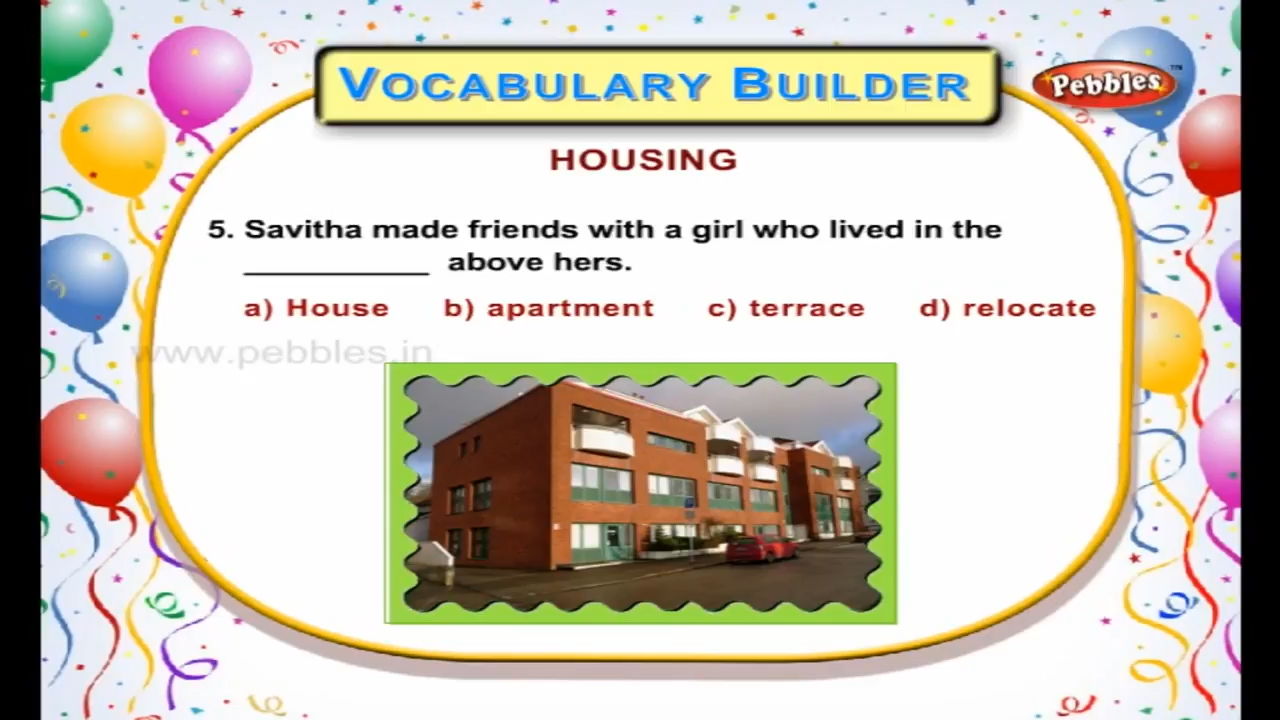 VOCABULARY BUILDER
Pebbles™
HOUSING
5. Savitha made friends with a girl who lived in the
____________ above hers.
a) House b) apartment c) terrace d) relocate
www.pebbles.in